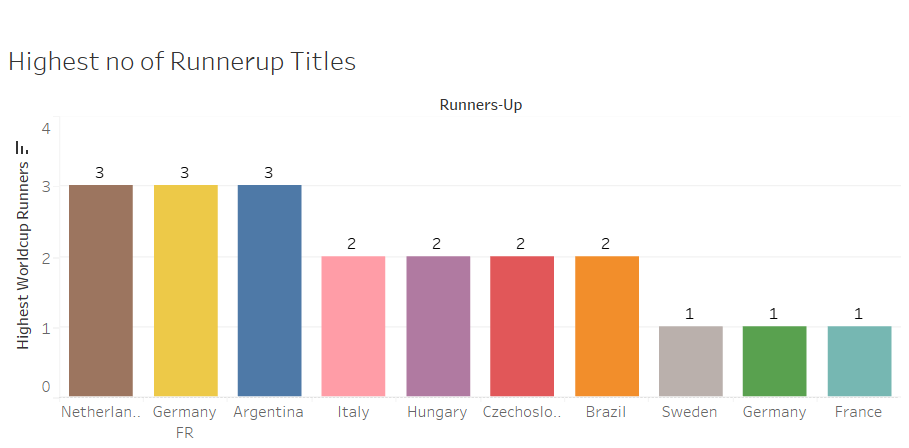 Highest no of Runnerup Titles
Runners-Up
Highest Worldcup Runners
4
3
2
1
0
3
3
3
2
2
2
2
1
1
1
Netherlan..
Germany FR
Argentina
Italy
Hungary
Czechoslo..
Brazil
Sweden
Germany
France